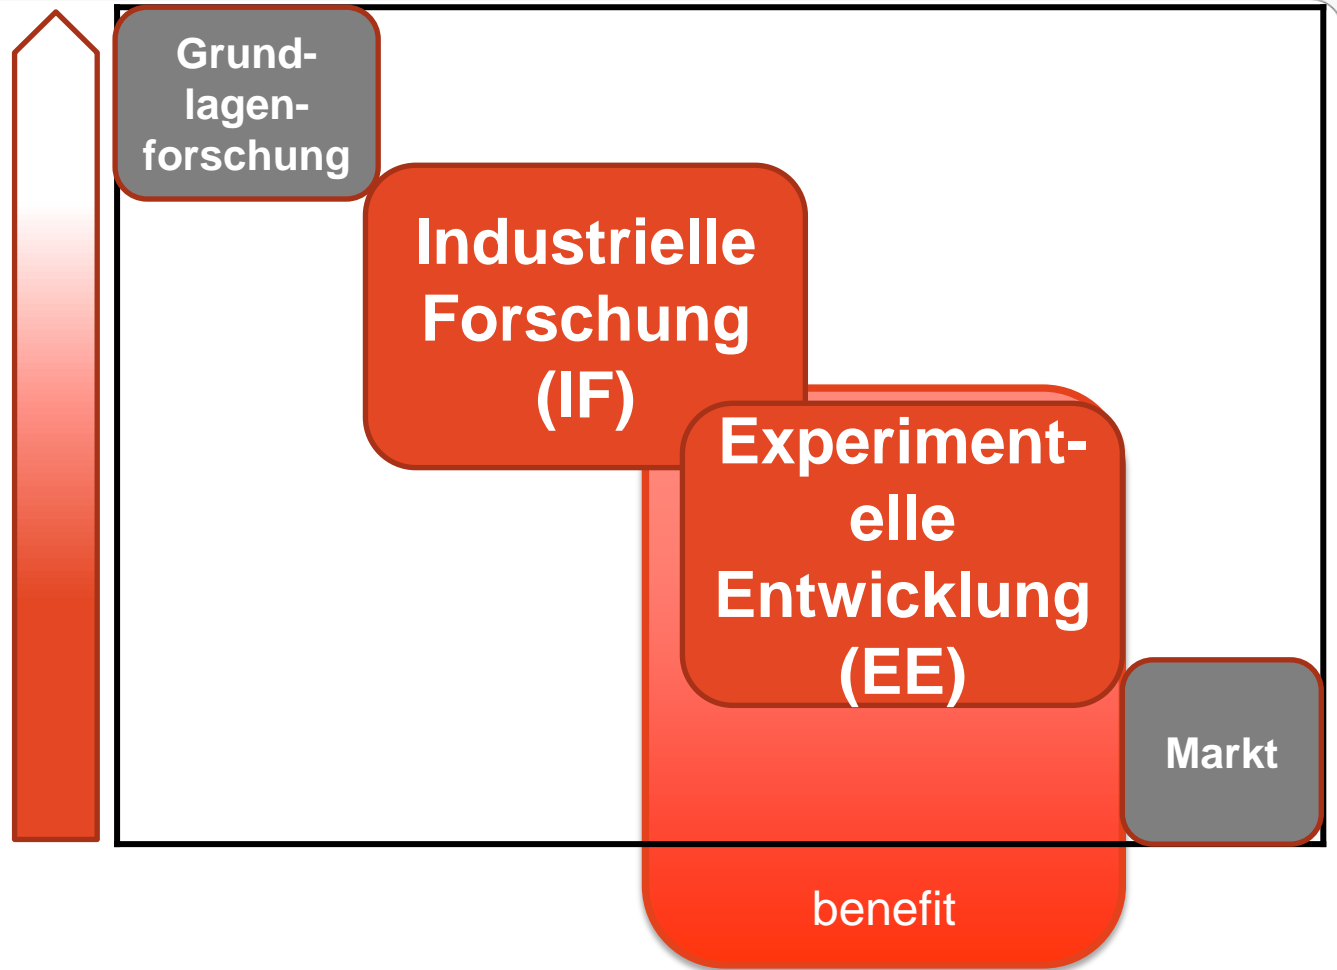 Grund-
lagen-
forschung
Industrielle
Forschung
(IF)
Experiment-
elle
Entwicklung
(EE)
Markt
benefit